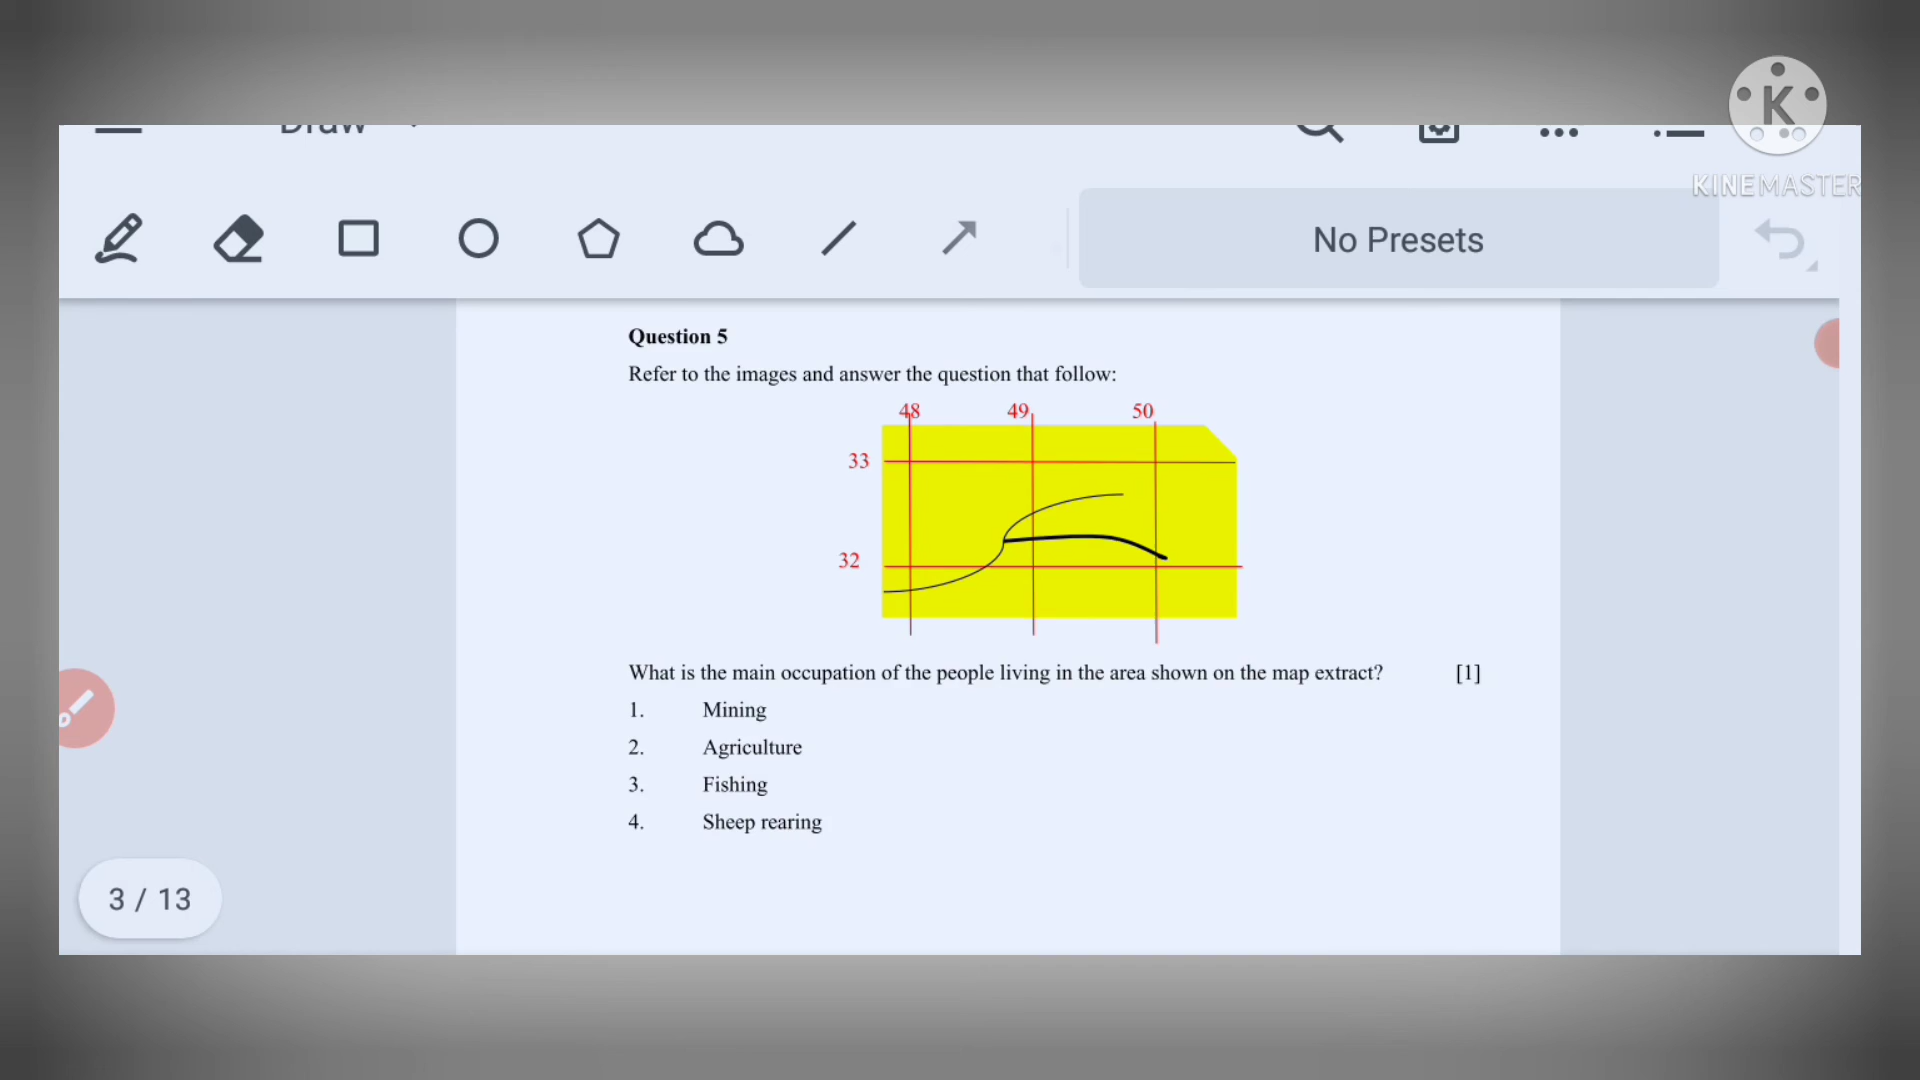 Draw
K
KINEMASTER
No Presets
Question 5
Refer to the images and answer the question that follow:
48 49 50
33
32
What is the main occupation of the people living in the area shown on the map extract? [1]
1. Mining
2. Agriculture
3. Fishing
4. Sheep rearing
3 / 13